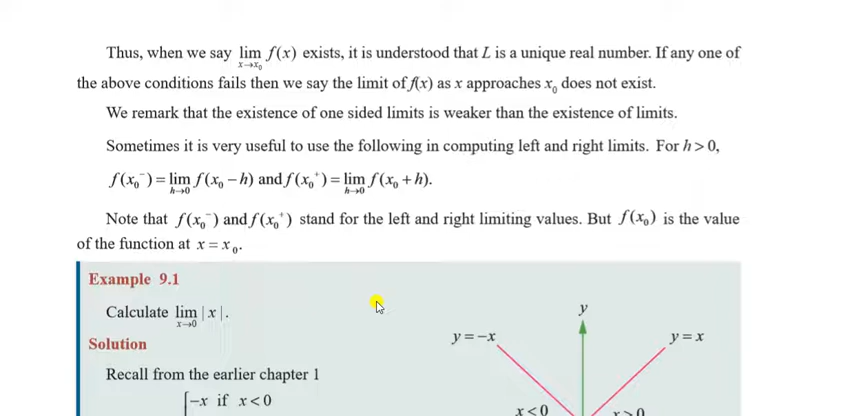 Thus, when we say lim x→x₀ f(x) exists, it is understood that L is a unique real number. If any one of
the above conditions fails then we say the limit of f(x) as x approaches x₀ does not exist.
We remark that the existence of one sided limits is weaker than the existence of limits.
Sometimes it is very useful to use the following in computing left and right limits. For h > 0,
f(x₀⁻) = lim h→0 f(x₀ − h) and f(x₀⁺) = lim h→0 f(x₀ + h).
Note that f(x₀⁻) and f(x₀⁺) stand for the left and right limiting values. But f(x₀) is the value
of the function at x = x₀.
Example 9.1
Calculate lim x→0 | x |.
Solution
Recall from the earlier chapter 1
−x if x < 0
y
y = −x
y = x
x < 0
x > 0